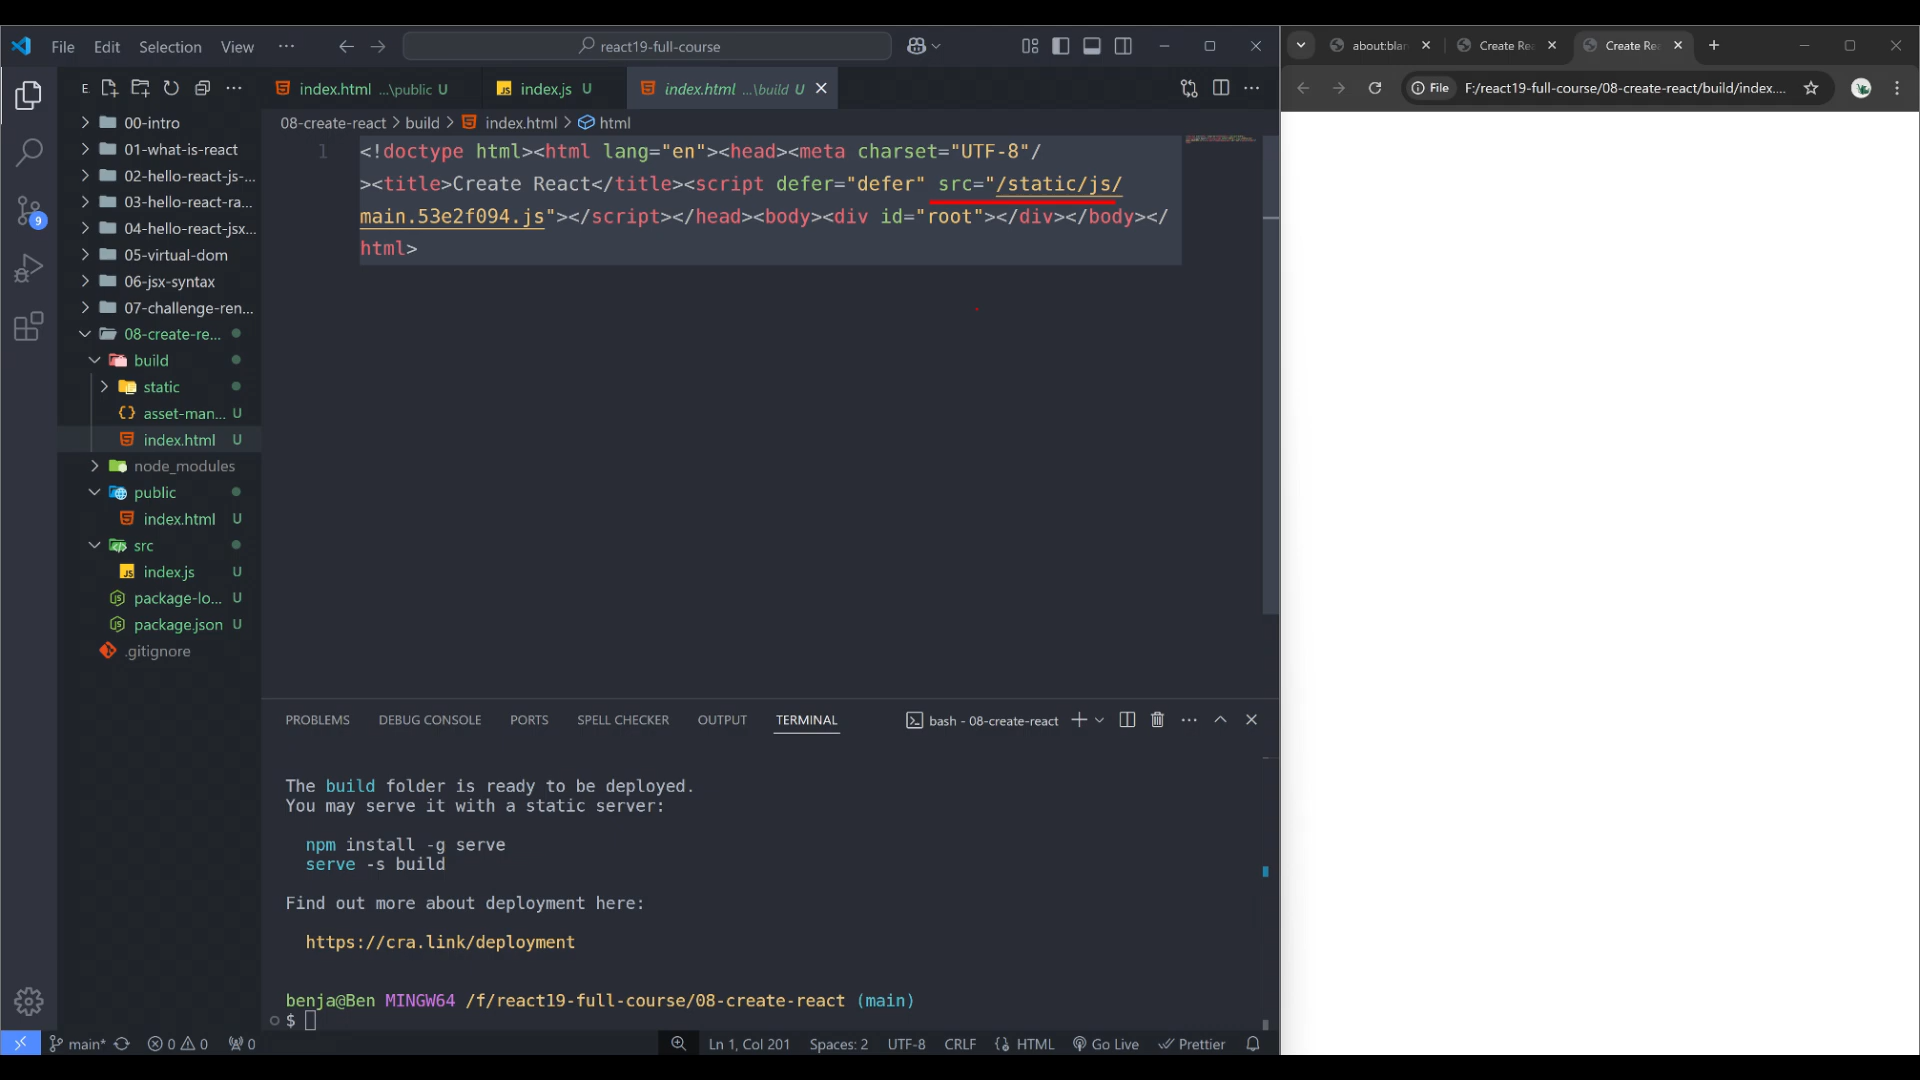 File Edit Selection View ··· react19-full-course
about:blan Create Re Create Re
File F:/react19-full-course/08-create-react/build/index....
E
index.html ...\public U index.js U index.html ...\build U
08-create-react > build > index.html > html
00-intro
01-what-is-react
02-hello-react-js-...
03-hello-react-ra...
04-hello-react-jsx...
05-virtual-dom
06-jsx-syntax
07-challenge-ren...
08-create-re...
build
static
asset-man... U
index.html U
node_modules
public
index.html U
src
index.js U
package-lo... U
package.json U
.gitignore
9
1 <!doctype html><html lang="en"><head><meta charset="UTF-8"/
><title>Create React</title><script defer="defer" src="/static/js/
main.53e2f094.js"></script></head><body><div id="root"></div></body></
html>
PROBLEMS DEBUG CONSOLE PORTS SPELL CHECKER OUTPUT TERMINAL bash - 08-create-react
The build folder is ready to be deployed.
You may serve it with a static server:
npm install -g serve
serve -s build
Find out more about deployment here:
https://cra.link/deployment
benja@Ben MINGW64 /f/react19-full-course/08-create-react (main)
$
main* 0 0 0 Ln 1, Col 201 Spaces: 2 UTF-8 CRLF HTML Go Live Prettier